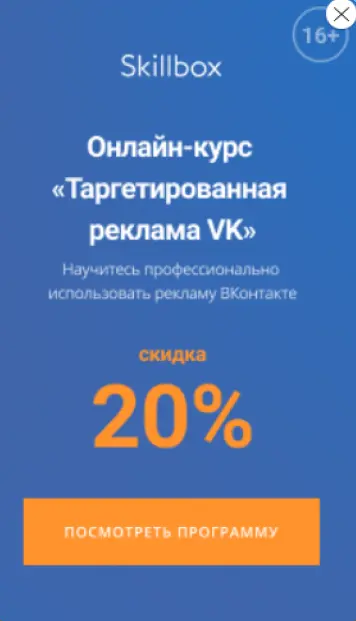 16+
Skillbox
Онлайн-курс
«Таргетированная
реклама VK»
Научитесь профессионально
использовать рекламу ВКонтакте
скидка
20%
ПОСМОТРЕТЬ ПРОГРАММУ